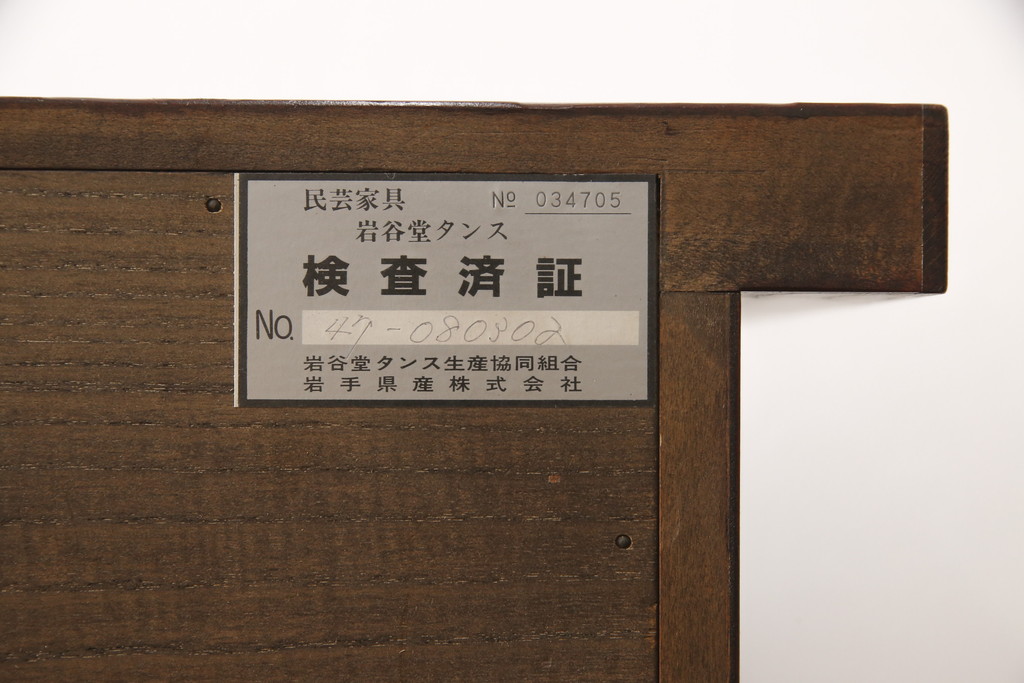 民芸家具 № 034705
岩谷堂タンス
検査済証
No. 47-080302
岩谷堂タンス生産協同組合
岩手県産株式会社